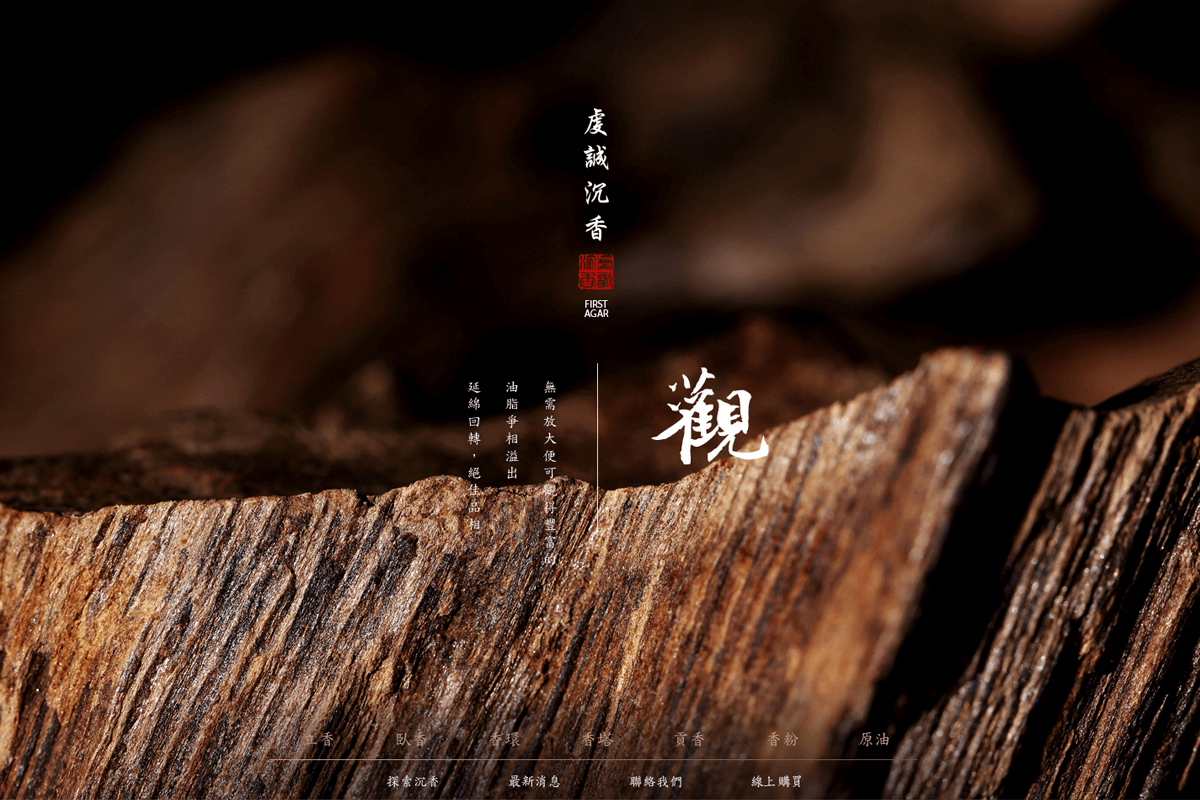 虔誠沉香
FIRST
AGAR
觀
無需放大便可觀得豐富的
油脂爭相溢出
延綿回轉，絕佳品相
立香
臥香
香環
香塔
貢香
香粉
原油
探索沉香
最新消息
聯絡我們
線上購買